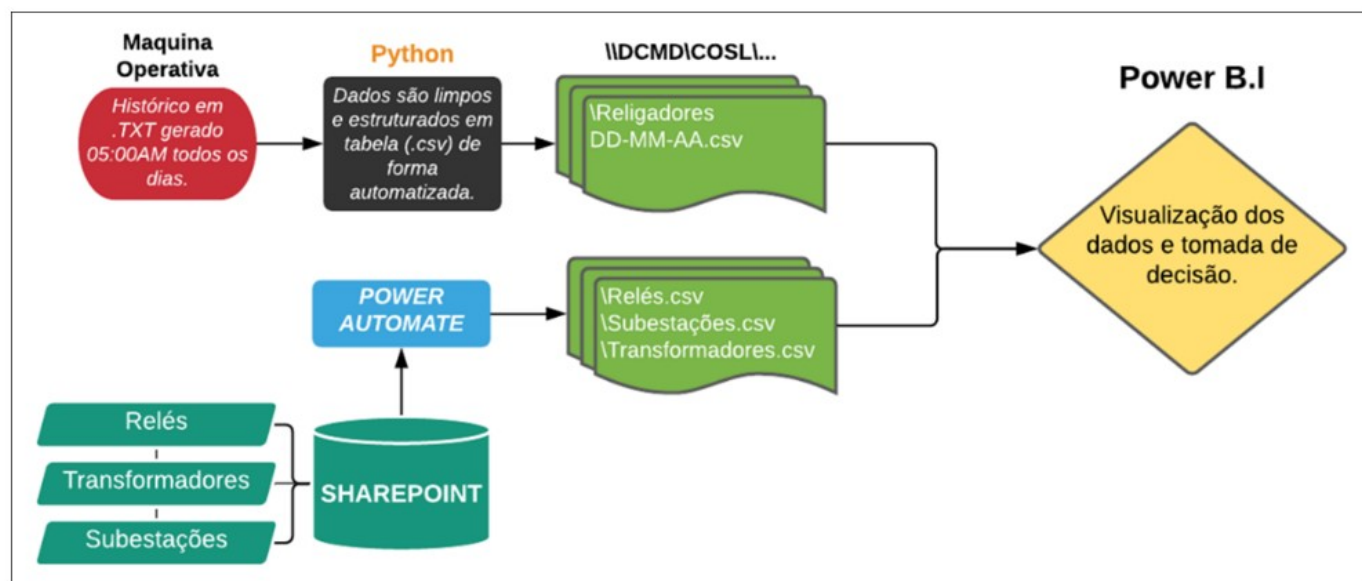 Maquina
Operativa
Histórico em
.TXT gerado
05:00AM todos os
dias.
Python
Dados são limpos
e estruturados em
tabela (.csv) de
forma
automatizada.
\\DCMD\COSL\...
\Religadores
DD-MM-AA.csv
Power B.I
Visualização dos
dados e tomada de
decisão.
POWER
AUTOMATE
\Relés.csv
\Subestações.csv
\Transformadores.csv
Relés
Transformadores
Subestações
SHAREPOINT